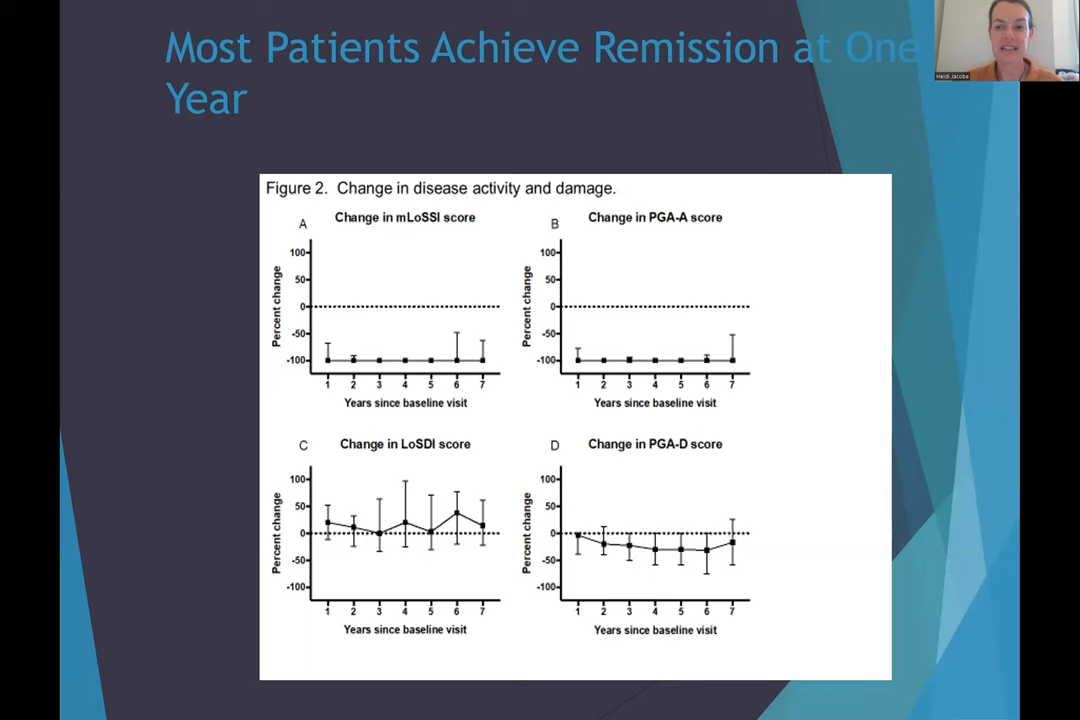 Most Patients Achieve Remission at One
Year
Heidi Jacobe
Figure 2. Change in disease activity and damage.
A
Change in mLoSSI score
Percent change
100
50
0
-50
-100
1 2 3 4 5 6 7
Years since baseline visit
B
Change in PGA-A score
Percent change
100
50
0
-50
-100
1 2 3 4 5 6 7
Years since baseline visit
C
Change in LoSDI score
Percent change
100
50
0
-50
-100
1 2 3 4 5 6 7
Years since baseline visit
D
Change in PGA-D score
Percent change
100
50
0
-50
-100
1 2 3 4 5 6 7
Years since baseline visit